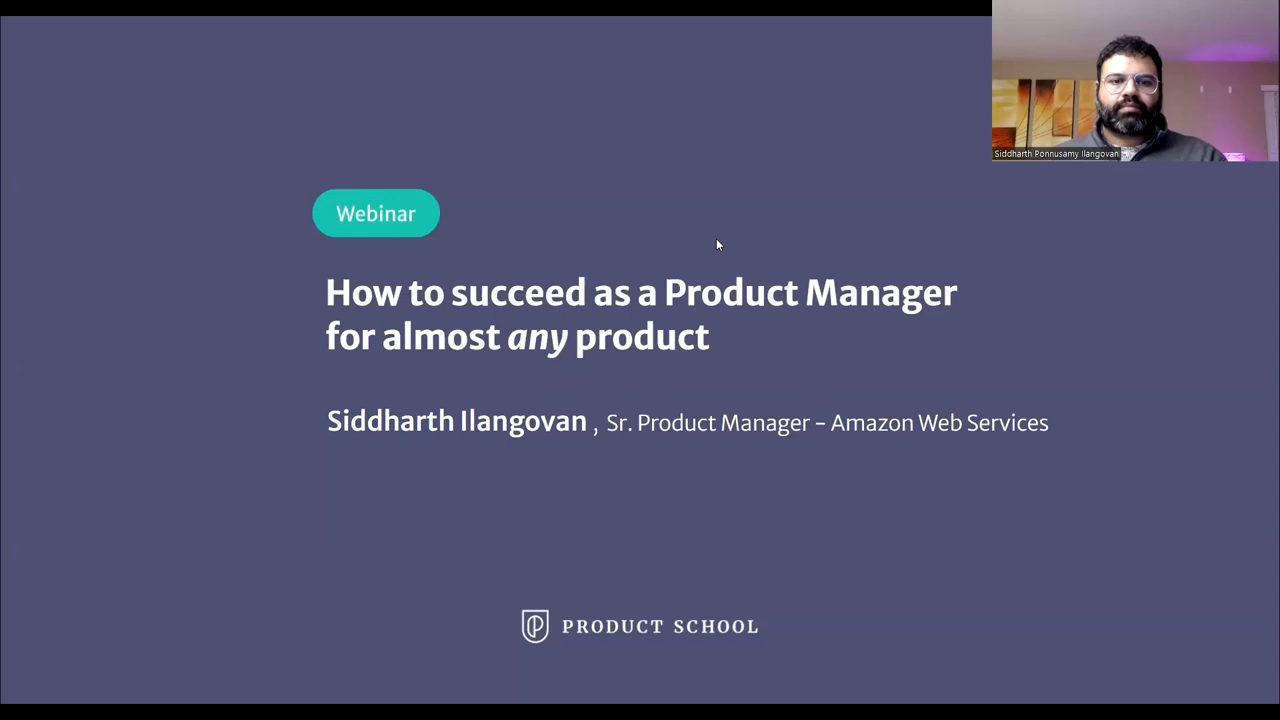 Siddharth Ponnusamy Ilangovan
Webinar
How to succeed as a Product Manager
for almost any product
Siddharth Ilangovan , Sr. Product Manager – Amazon Web Services
PRODUCT SCHOOL